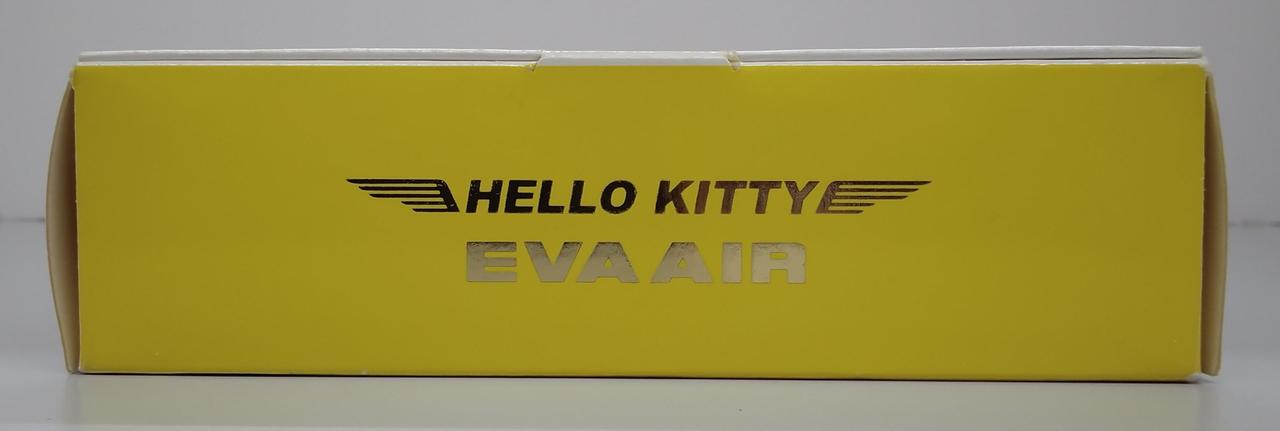 HELLO KITTY
EVA AIR